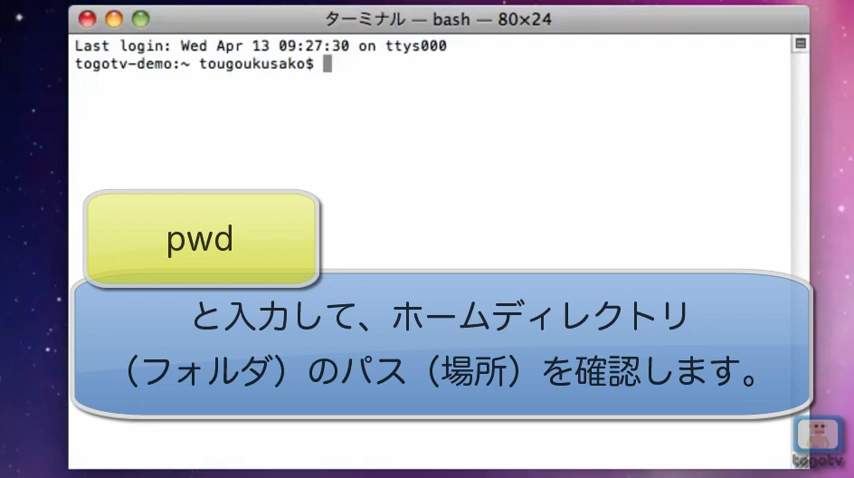 ターミナル — bash — 80×24
Last login: Wed Apr 13 09:27:30 on ttys000
togotv-demo:~ tougoukusako$
pwd
と入力して、ホームディレクトリ
（フォルダ）のパス（場所）を確認します。
togotv